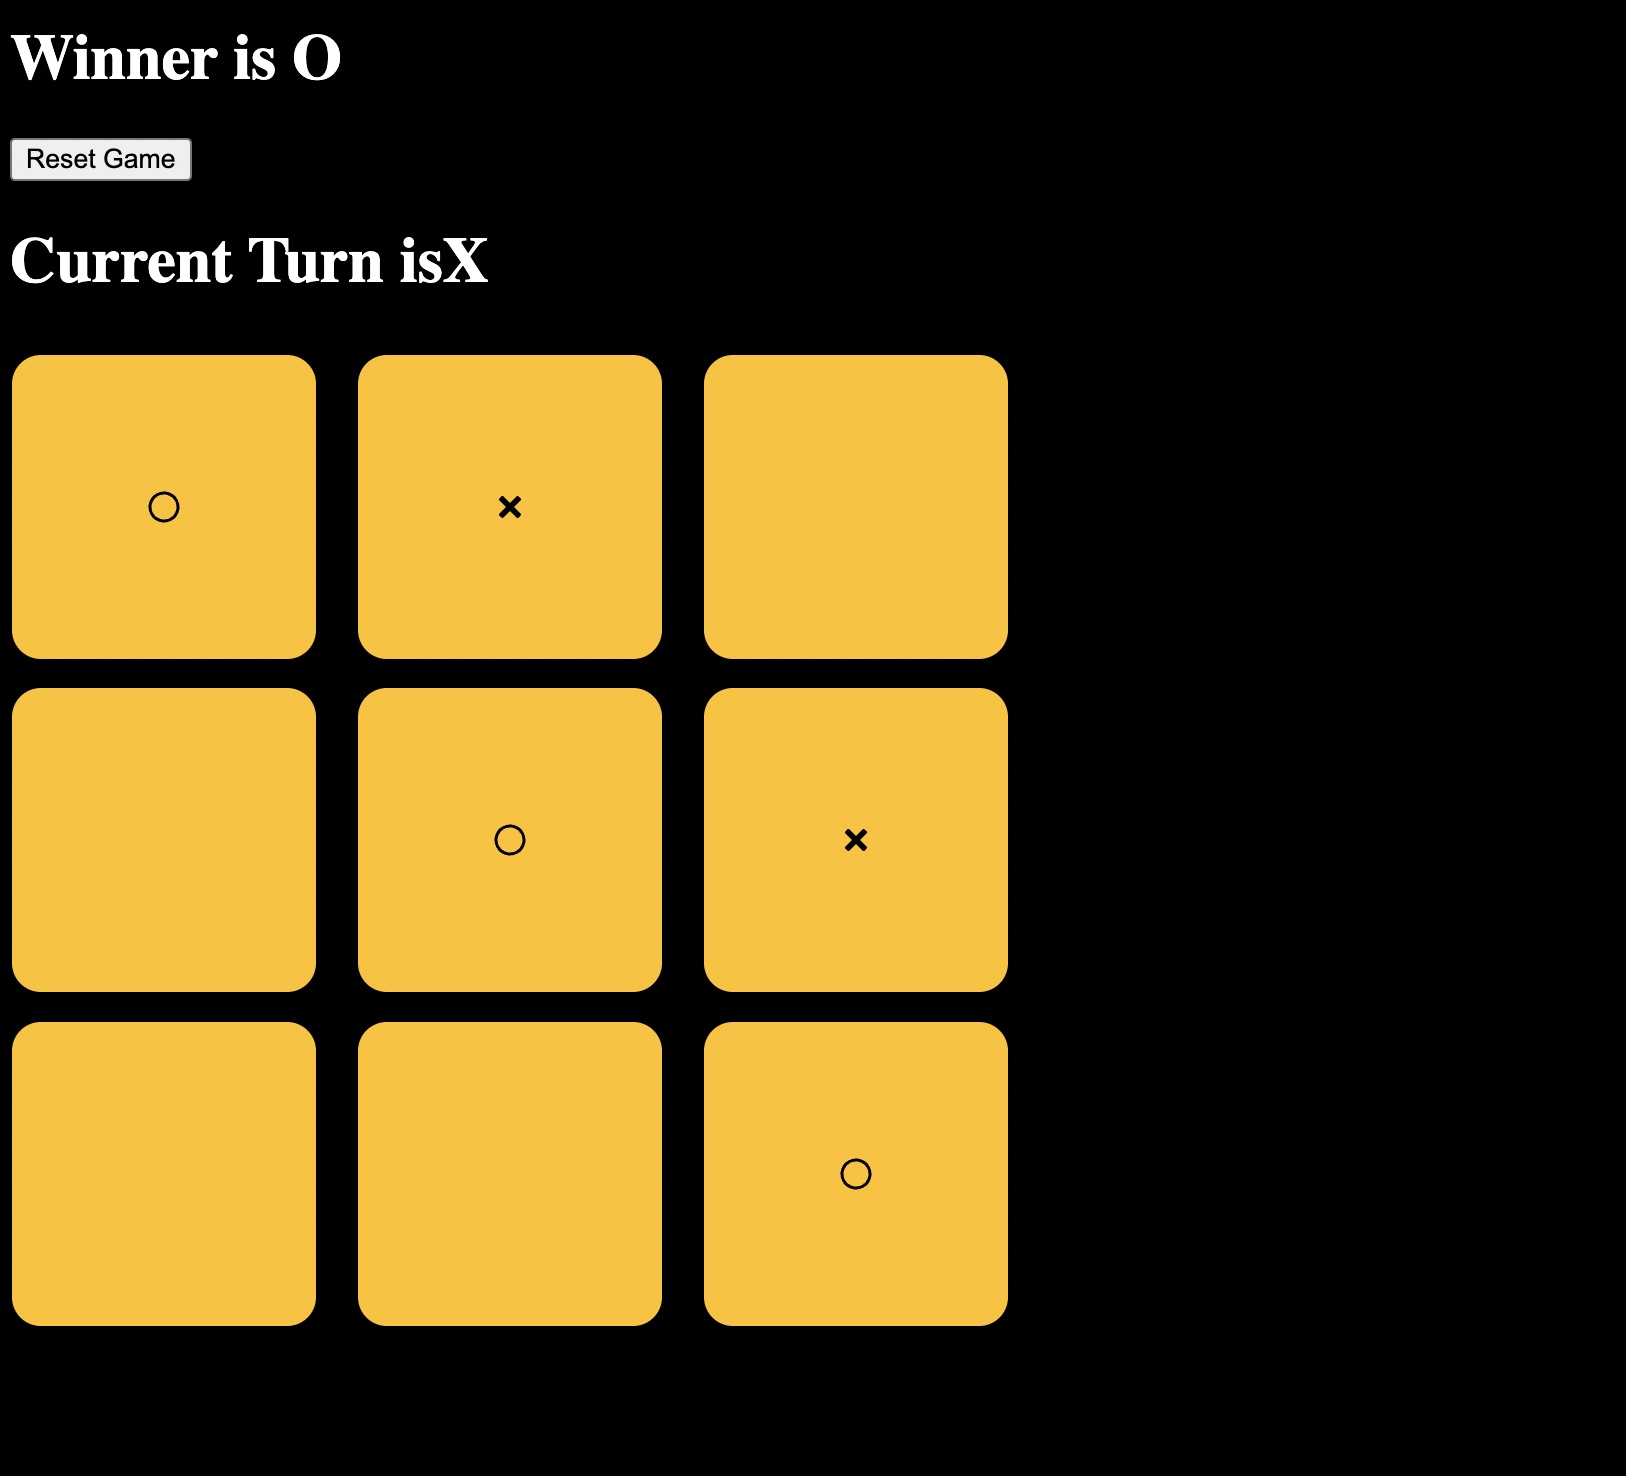 Winner is O
Reset Game
Current Turn isX
○ ×
○ ×
○